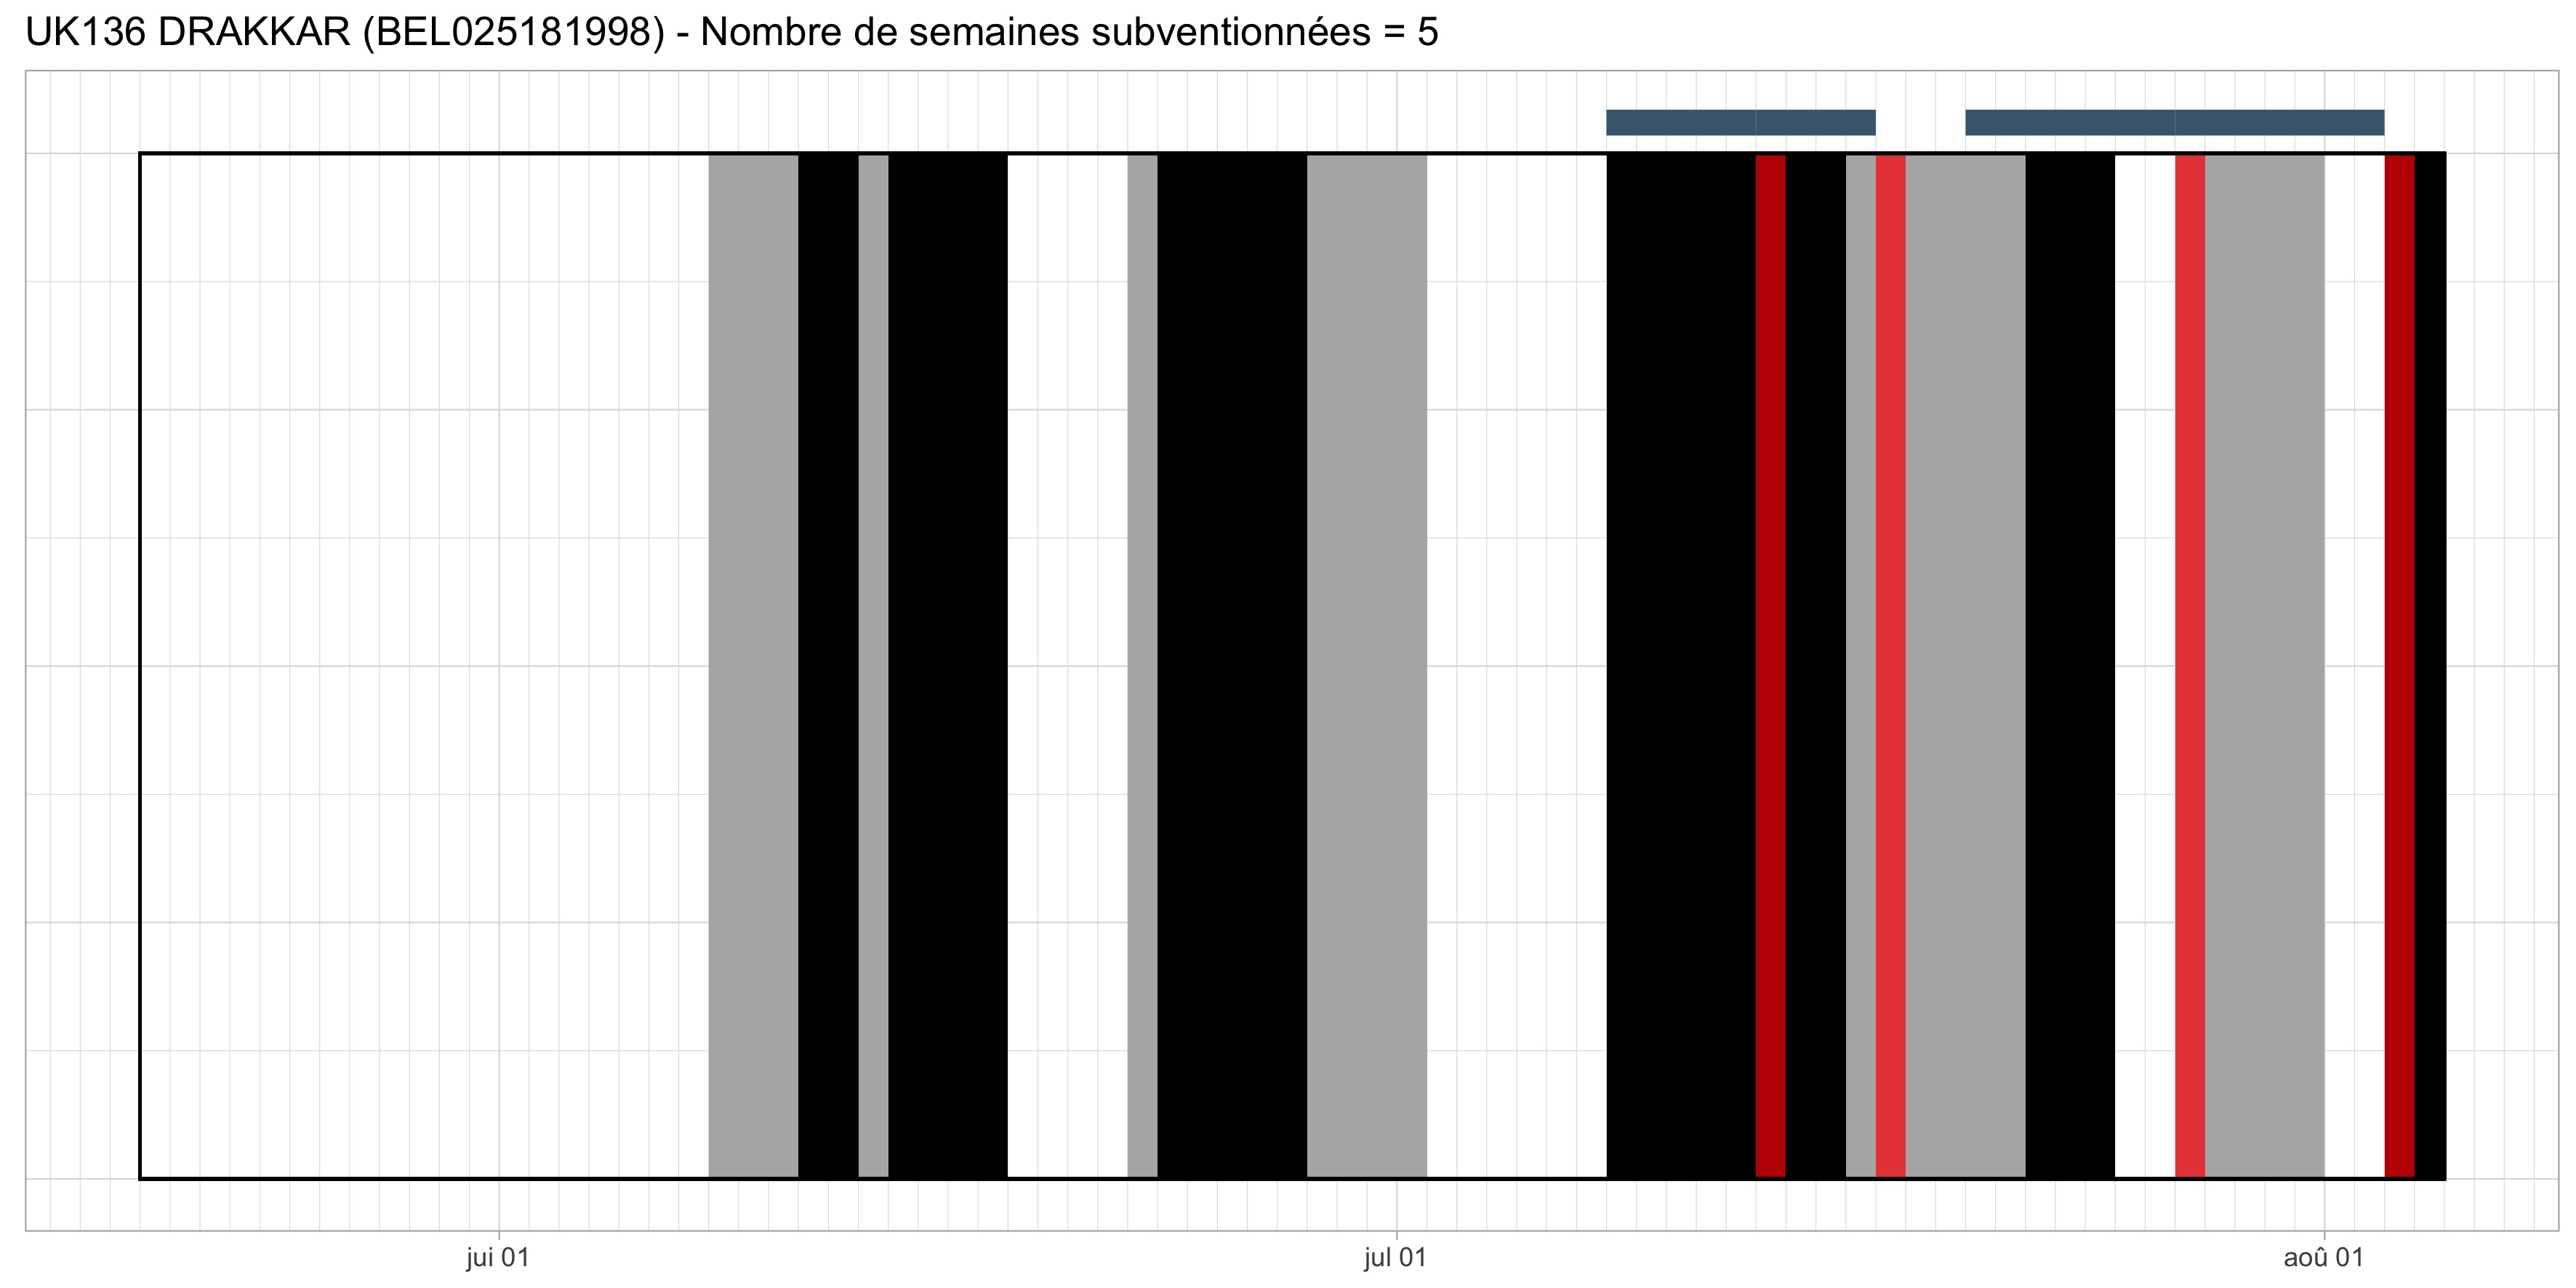 UK136 DRAKKAR (BEL025181998) - Nombre de semaines subventionnées = 5
jui 01
jul 01
aoû 01